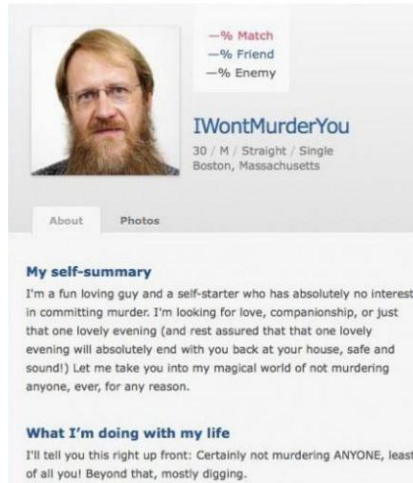 —% Match
—% Friend
—% Enemy
IWontMurderYou
30 / M / Straight / Single
Boston, Massachusetts
About Photos
My self-summary
I'm a fun loving guy and a self-starter who has absolutely no interest
in committing murder. I'm looking for love, companionship, or just
that one lovely evening (and rest assured that that one lovely
evening will absolutely end with you back at your house, safe and
sound!) Let me take you into my magical world of not murdering
anyone, ever, for any reason.
What I'm doing with my life
I'll tell you this right up front: Certainly not murdering ANYONE, least
of all you! Beyond that, mostly digging.